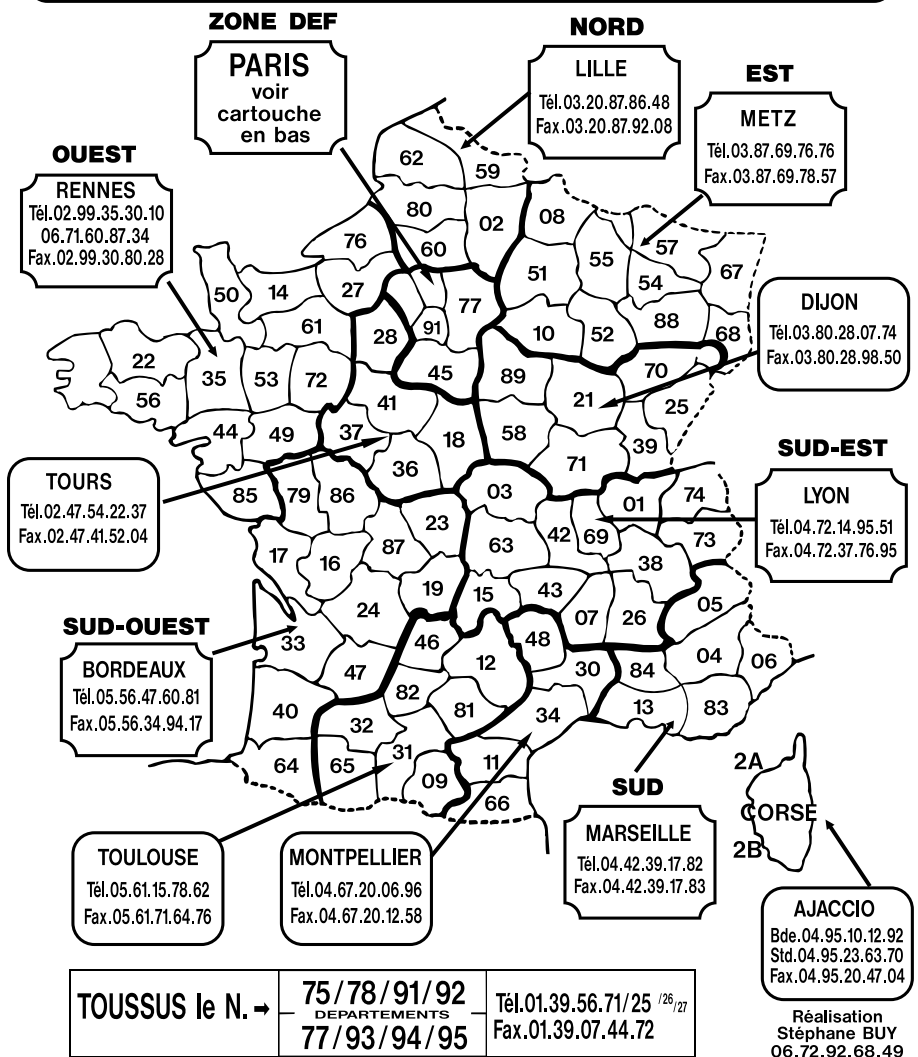 ZONE DEF
PARIS
voir
cartouche
en bas
NORD
LILLE
Tél.03.20.87.86.48
Fax.03.20.87.92.08
EST
METZ
Tél.03.87.69.76.76
Fax.03.87.69.78.57
OUEST
RENNES
Tél.02.99.35.30.10
06.71.60.87.34
Fax.02.99.30.80.28
DIJON
Tél.03.80.28.07.74
Fax.03.80.28.98.50
62
59
80
02
08
76
60
57
55
67
50
14
27
77
51
54
61
28
91
10
52
88
68
22
35
53
72
45
89
70
56
41
21
25
44
49
37
18
58
39
36
71
TOURS
Tél.02.47.54.22.37
Fax.02.47.41.52.04
SUD-EST
LYON
Tél.04.72.14.95.51
Fax.04.72.37.76.95
85
79
86
03
01
74
23
42
69
73
17
16
87
63
38
19
15
43
24
07
26
05
SUD-OUEST
BORDEAUX
Tél.05.56.47.60.81
Fax.05.56.34.94.17
33
46
48
47
12
30
84
04
06
82
40
32
81
34
13
83
31
64
65
09
11
66
2A
CORSE
2B
SUD
MARSEILLE
Tél.04.42.39.17.82
Fax.04.42.39.17.83
TOULOUSE
Tél.05.61.15.78.62
Fax.05.61.71.64.76
MONTPELLIER
Tél.04.67.20.06.96
Fax.04.67.20.12.58
AJACCIO
Bde.04.95.10.12.92
Std.04.95.23.63.70
Fax.04.95.20.47.04
TOUSSUS le N. →
75/78/91/92
DEPARTEMENTS
77/93/94/95
Tél.01.39.56.71/25 /26/27
Fax.01.39.07.44.72
Réalisation
Stéphane BUY
06.72.92.68.49